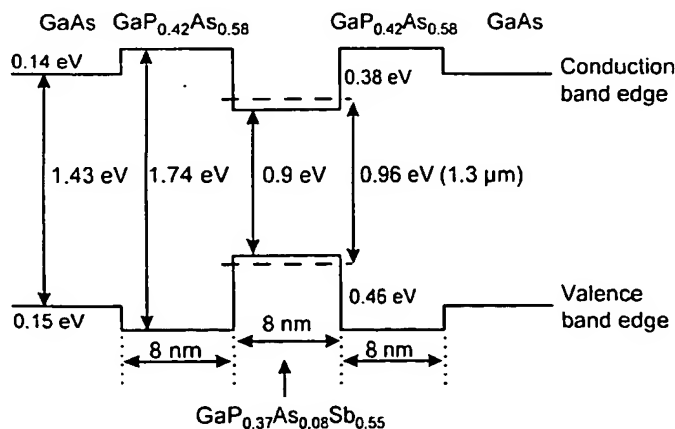 GaAs GaP0.42As0.58 GaP0.42As0.58 GaAs
0.14 eV 0.38 eV Conduction band edge
1.43 eV 1.74 eV 0.9 eV 0.96 eV (1.3 µm)
0.15 eV 0.46 eV Valence band edge
8 nm 8 nm 8 nm
GaP0.37As0.08Sb0.55